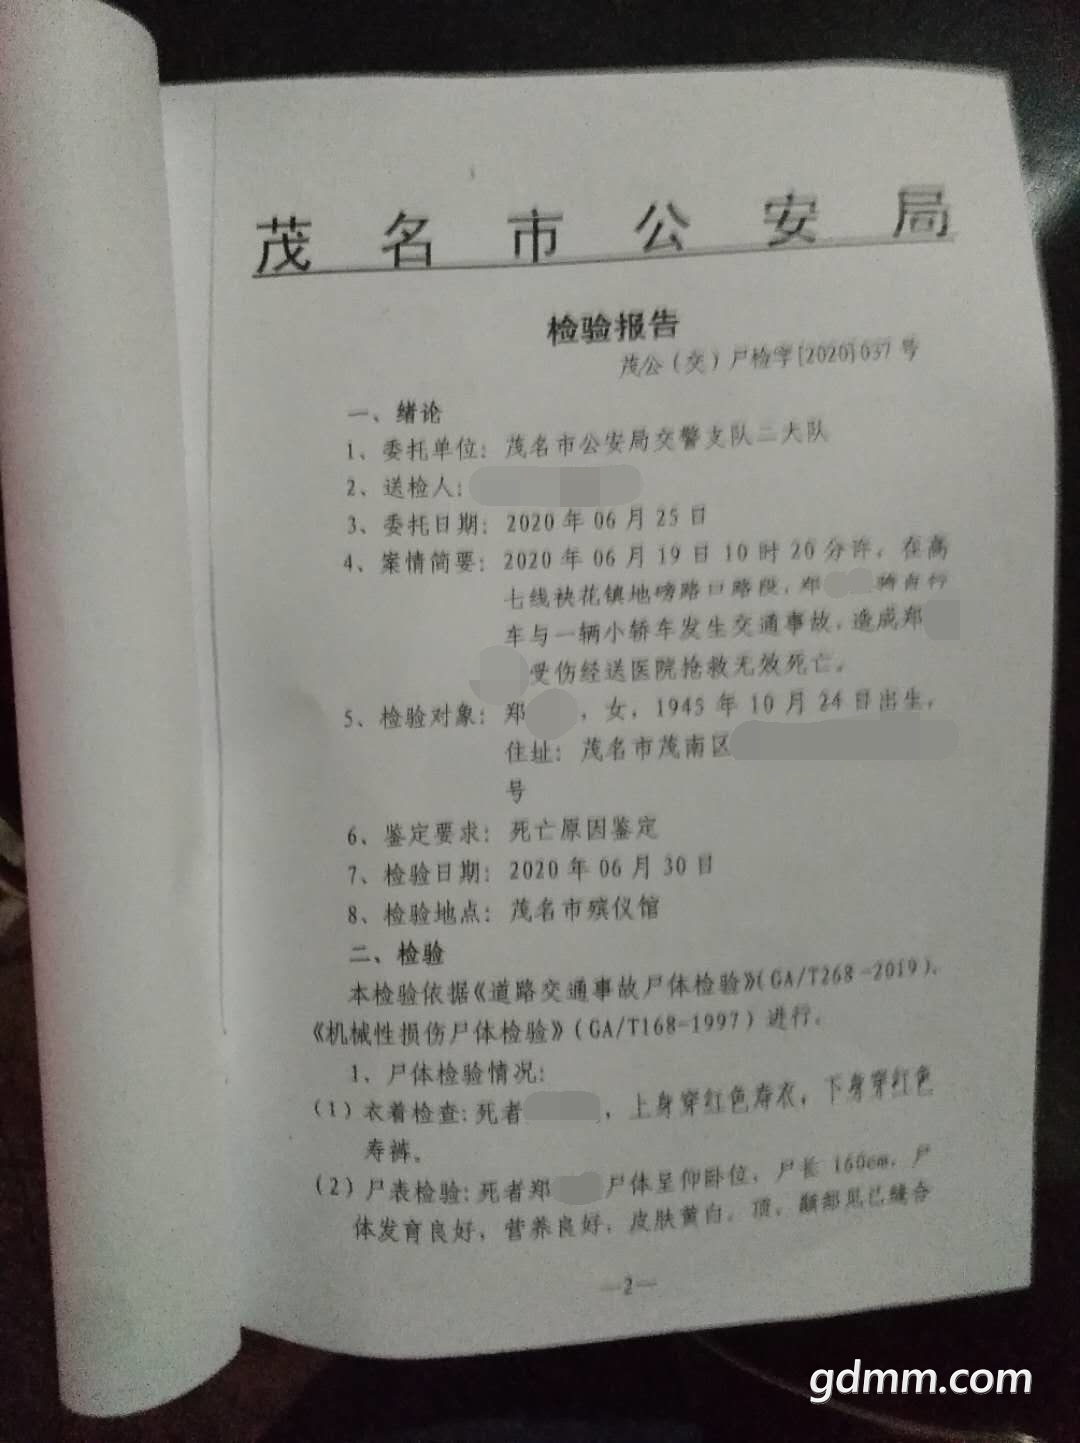 茂名市公安局
检验报告
茂公（交）尸检字[2020]037号
一、绪论
1、委托单位：茂名市公安局交警支队二大队
2、送检人：
3、委托日期：2020年06月25日
4、案情简要：2020年06月19日10时20分许，在高
七线袂花镇地磅路口路段，郑 骑自行
车与一辆小轿车发生交通事故，造成郑
受伤经送医院抢救无效死亡。
5、检验对象：郑 ，女，1945年10月24日出生，
住址：茂名市茂南区
号
6、鉴定要求：死亡原因鉴定
7、检验日期：2020年06月30日
8、检验地点：茂名市殡仪馆
二、检验
本检验依据《道路交通事故尸体检验》（GA/T268-2019）、
《机械性损伤尸体检验》（GA/T168-1997）进行。
1、尸体检验情况：
（1）衣着检查：死者 ，上身穿红色寿衣，下身穿红色
寿裤。
（2）尸表检验：死者郑 尸体呈仰卧位，尸长160cm，尸
体发育良好，营养良好，皮肤黄白。顶、颞部见已缝合
—2—
gdmm.com